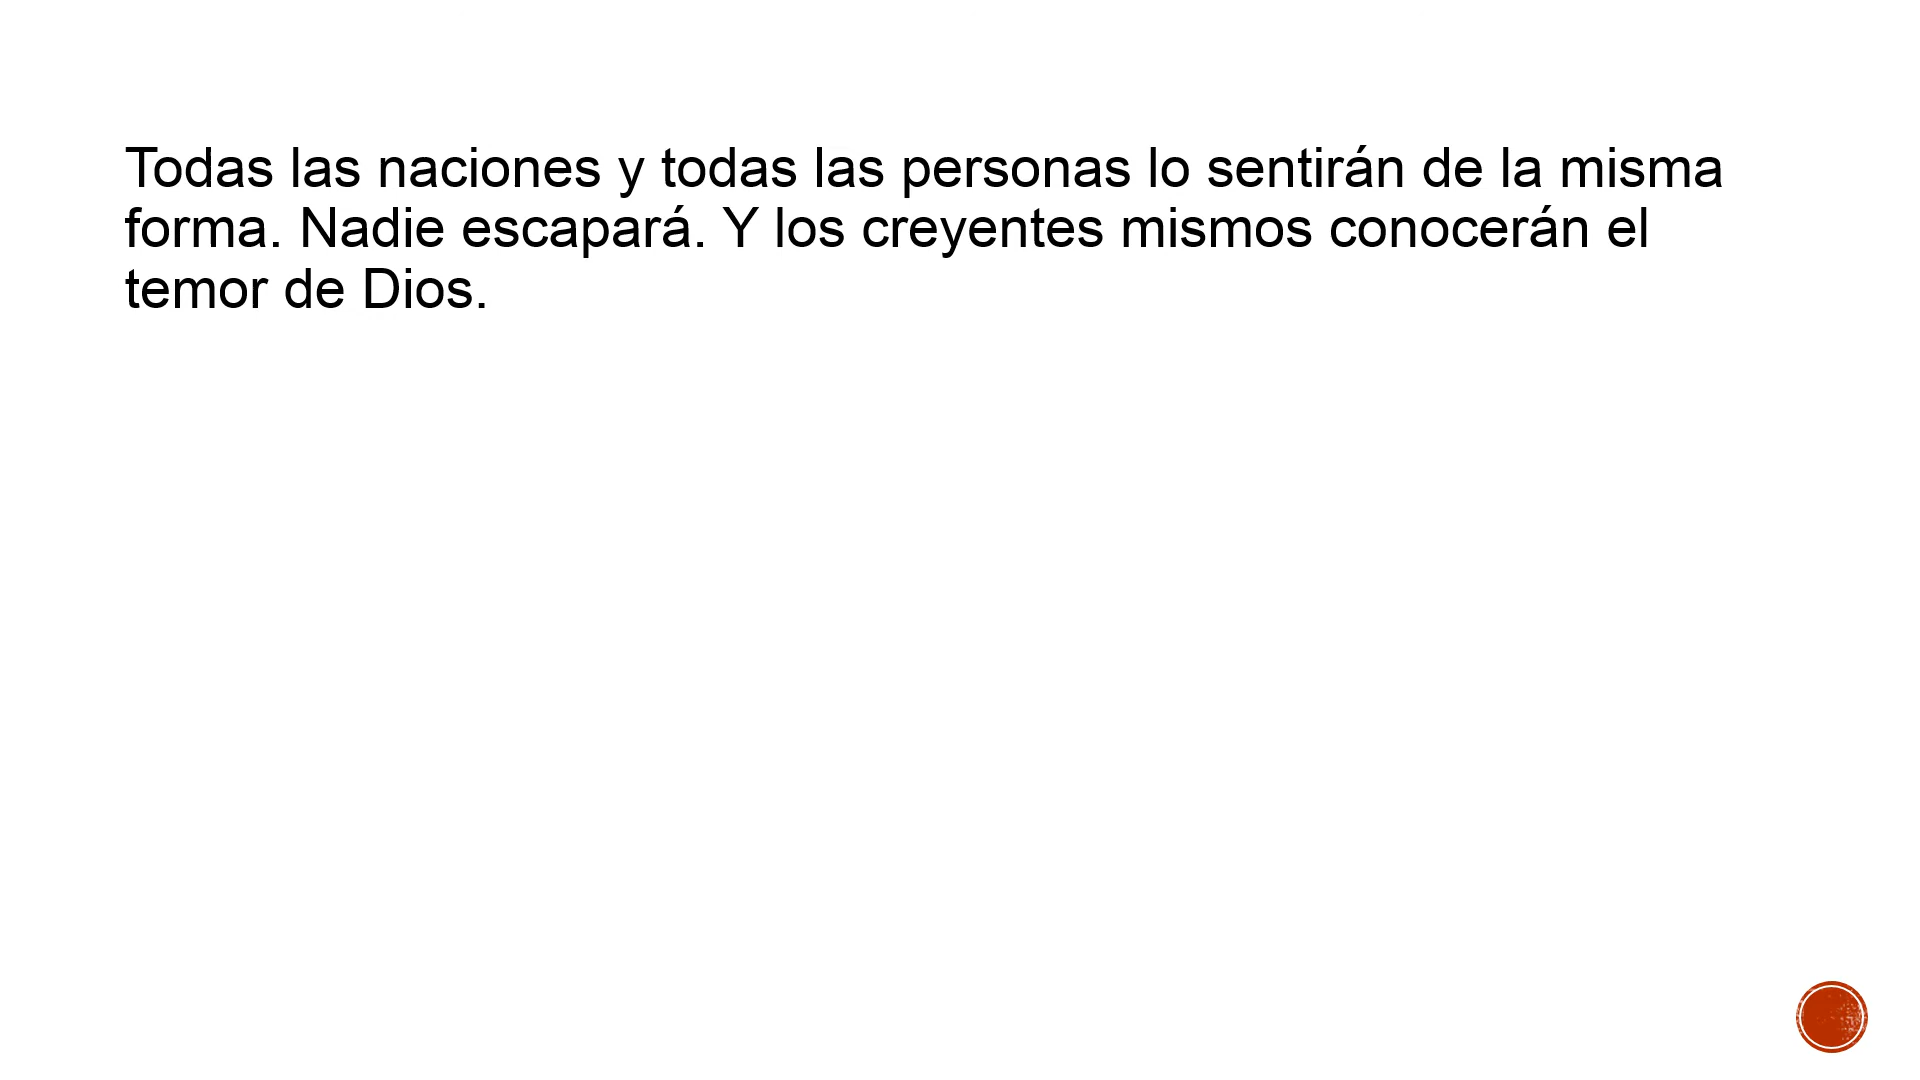 Todas las naciones y todas las personas lo sentirán de la misma
forma. Nadie escapará. Y los creyentes mismos conocerán el
temor de Dios.